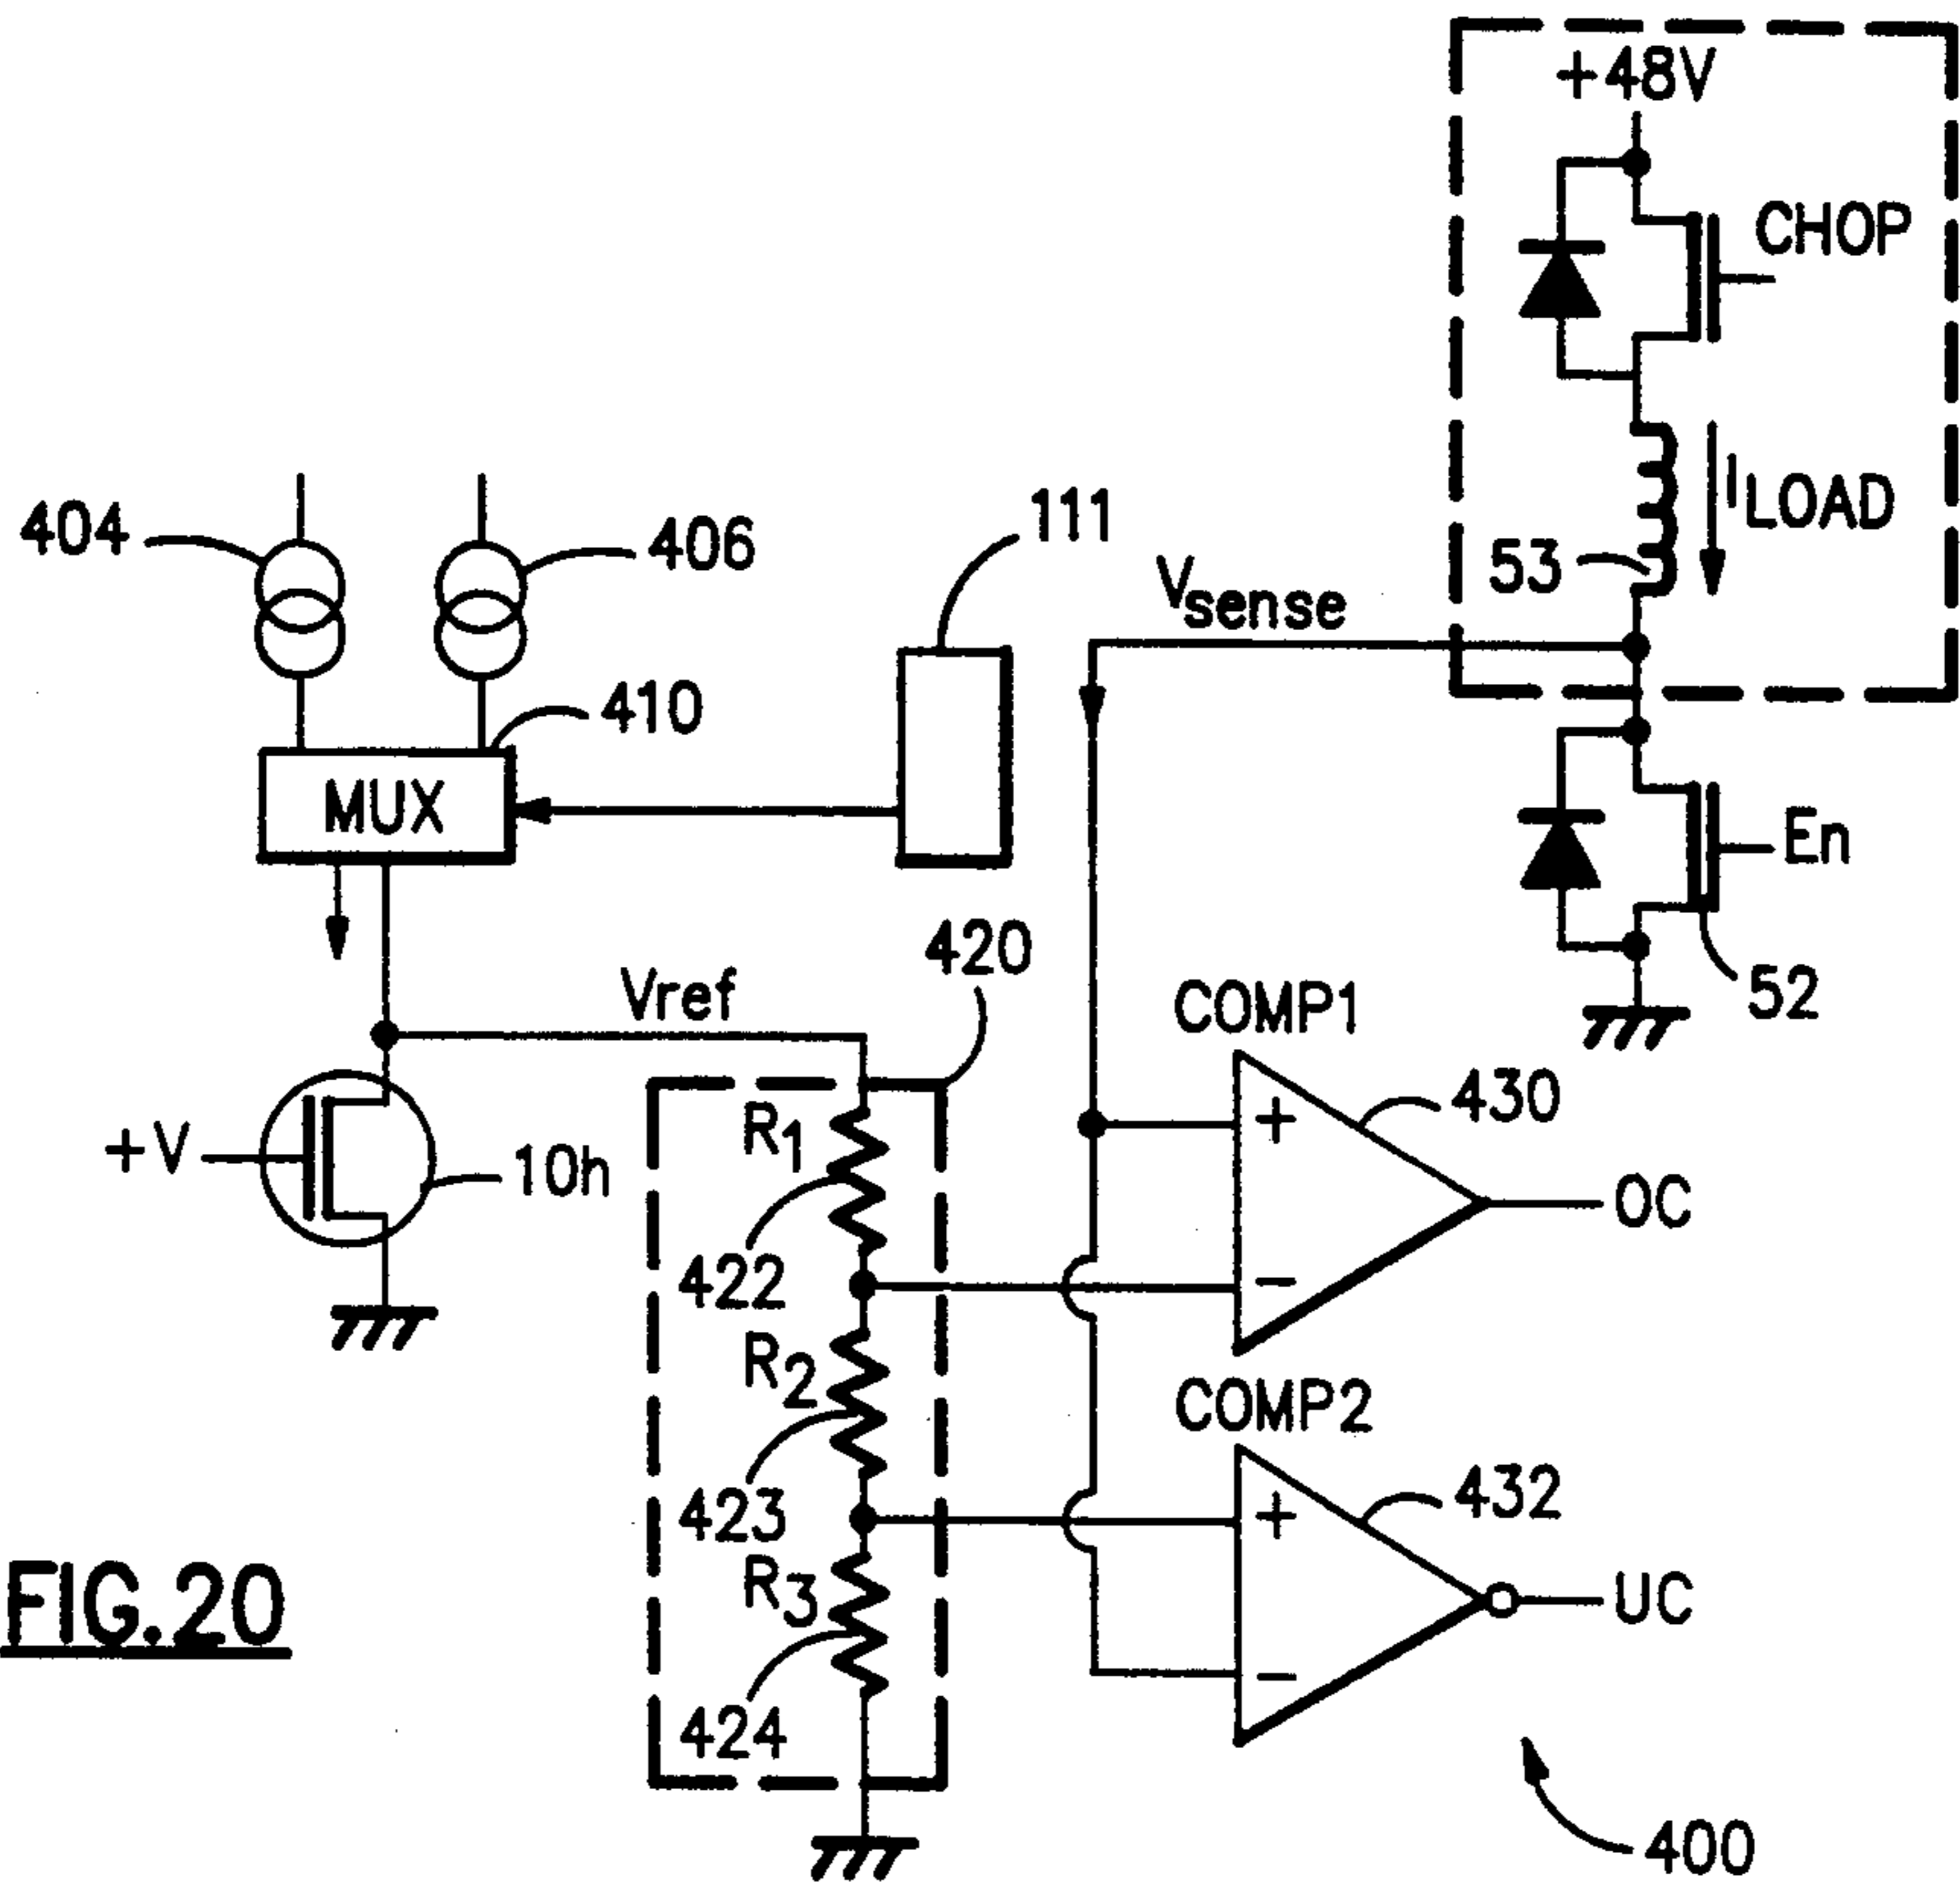 +48V
CHOP
404
406
111
ILOAD
53
Vsense
410
MUX
En
420
52
Vref
COMP1
430
+V
10h
R1
+
OC
422
-
R2
COMP2
423
432
+
R3
UC
FIG.20
-
424
400